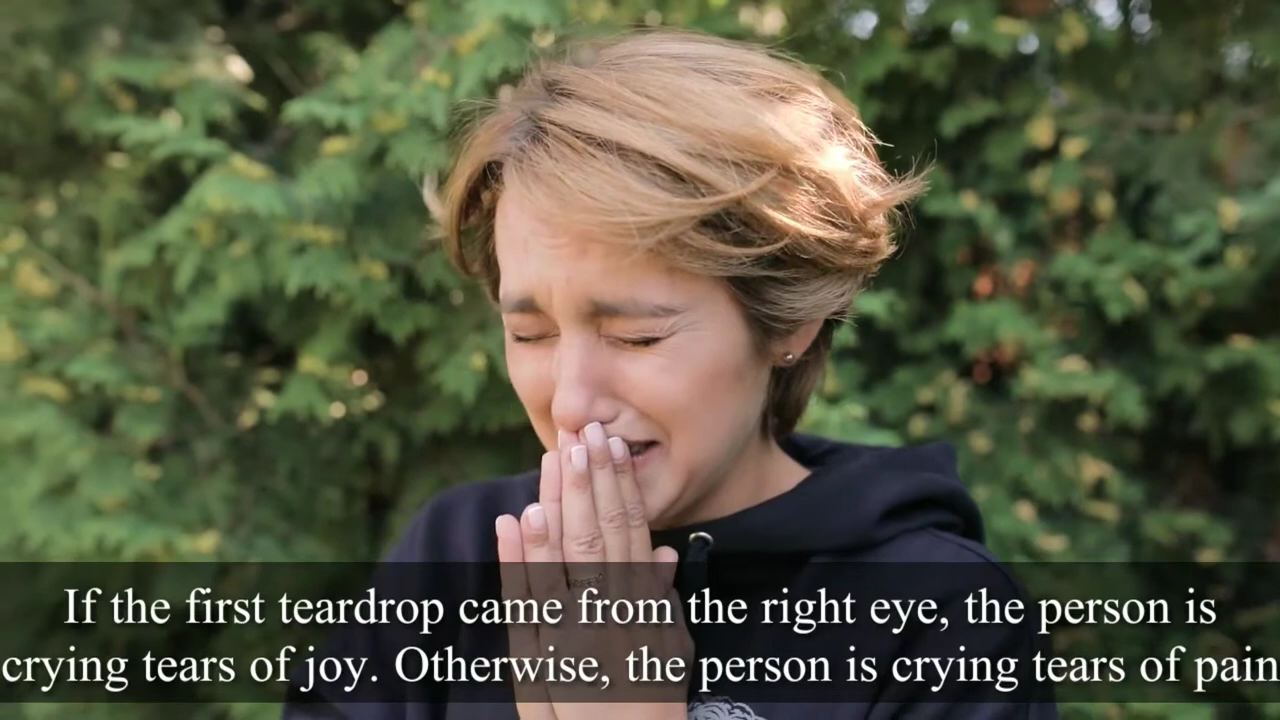 If the first teardrop came from the right eye, the person is
crying tears of joy. Otherwise, the person is crying tears of pain